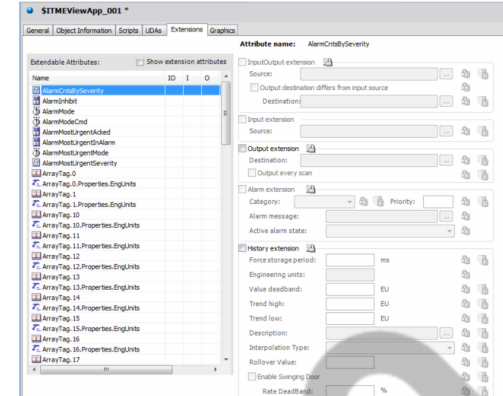 $ITMEViewApp_001 *
General Object Information Scripts UDAs Extensions Graphics
Attribute name: AlarmCntsBySeverity
Extendable Attributes: Show extension attributes
Name IO I O
AlarmCntsBySeverity
AlarmInhibit
AlarmMode
AlarmModeCmd
AlarmMostUrgentAcked
AlarmMostUrgentInAlarm
AlarmMostUrgentMode
AlarmMostUrgentSeverity
ArrayTag.0
ArrayTag.0.Properties.EngUnits
ArrayTag.1
ArrayTag.1.Properties.EngUnits
ArrayTag.10
ArrayTag.10.Properties.EngUnits
ArrayTag.11
ArrayTag.11.Properties.EngUnits
ArrayTag.12
ArrayTag.12.Properties.EngUnits
ArrayTag.13
ArrayTag.13.Properties.EngUnits
ArrayTag.14
ArrayTag.14.Properties.EngUnits
ArrayTag.15
ArrayTag.15.Properties.EngUnits
ArrayTag.16
ArrayTag.16.Properties.EngUnits
ArrayTag.17
InputOutput extension
Source: ...
Output destination differs from input source
Destination: ...
Input extension
Source: ...
Output extension
Destination: ...
Output every scan
Alarm extension
Category: Priority:
Alarm message: ...
Active alarm state:
History extension
Force storage period: ms
Engineering units:
Value deadband: EU
Trend high: EU
Trend low: EU
Description: ...
Interpolation Type:
Rollover Value:
Enable Swinging Door
Rate DeadBand: %